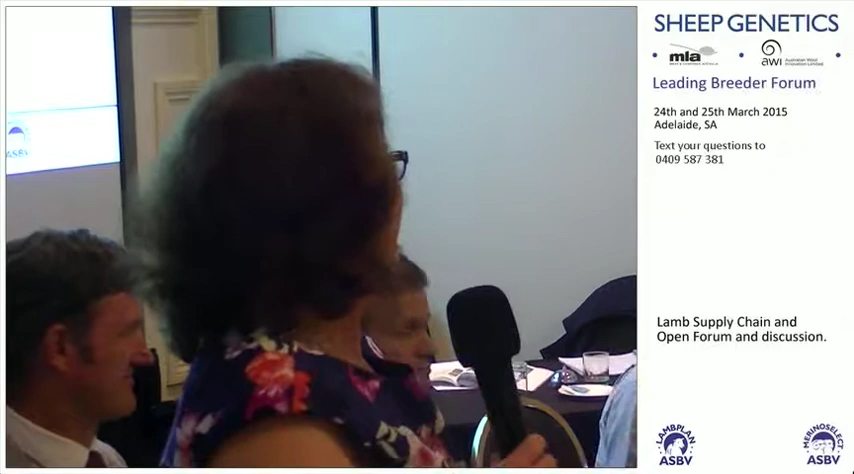 SHEEP GENETICS
mla
awi
Leading Breeder Forum
24th and 25th March 2015
Adelaide, SA
Text your questions to
0409 587 381
Lamb Supply Chain and
Open Forum and discussion.
LAMBPLAN
ASBV
MERINOSELECT
ASBV
ASBV